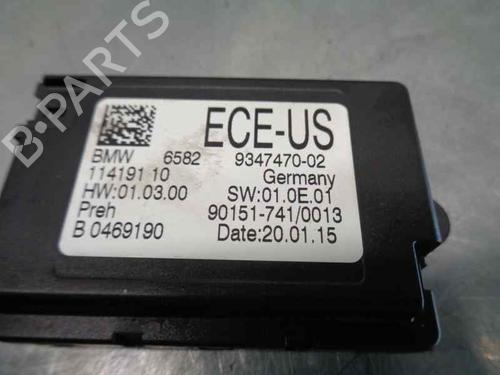 ECE-US
BMW 6582 9347470-02
114191 10 Germany
HW:01.03.00 SW:01.0E.01
Preh 90151-741/0013
B 0469190 Date:20.01.15
B-PARTS